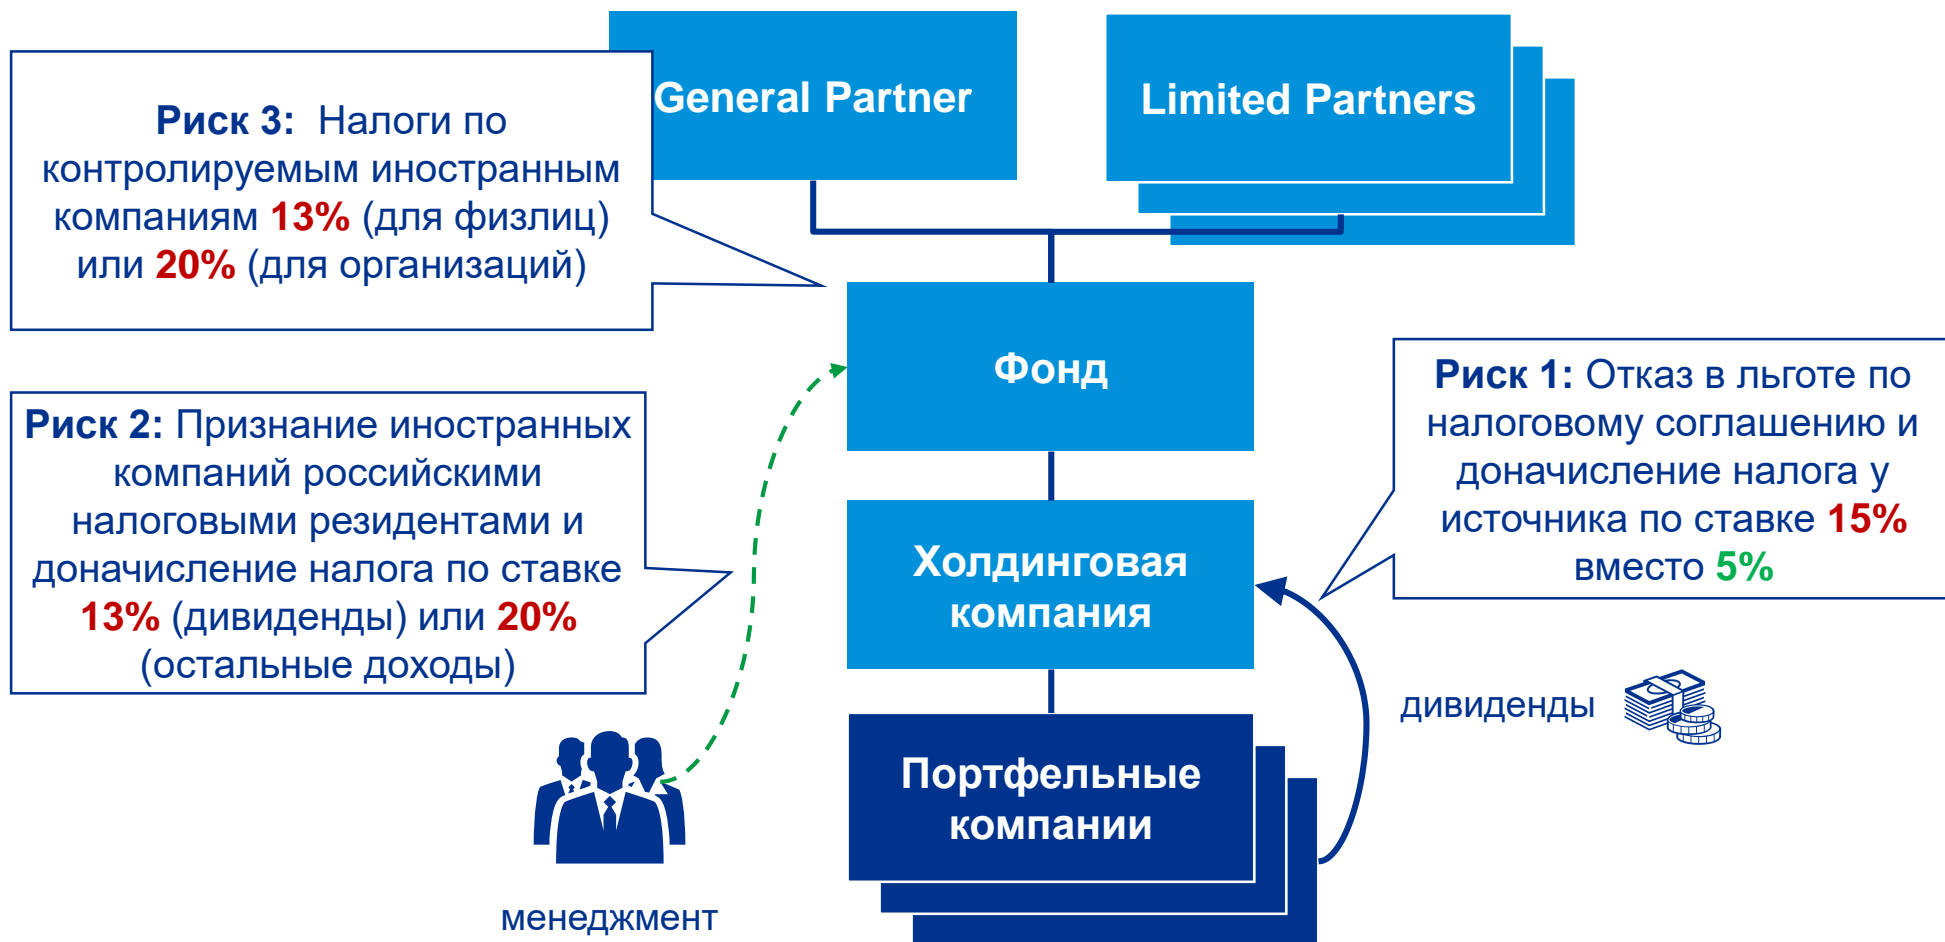 General Partner
Limited Partners
Риск 3: Налоги по
контролируемым иностранным
компаниям 13% (для физлиц)
или 20% (для организаций)
Фонд
Риск 1: Отказ в льготе по
налоговому соглашению и
доначисление налога у
источника по ставке 15%
вместо 5%
Риск 2: Признание иностранных
компаний российскими
налоговыми резидентами и
доначисление налога по ставке
13% (дивиденды) или 20%
(остальные доходы)
Холдинговая
компания
дивиденды
Портфельные
компании
менеджмент